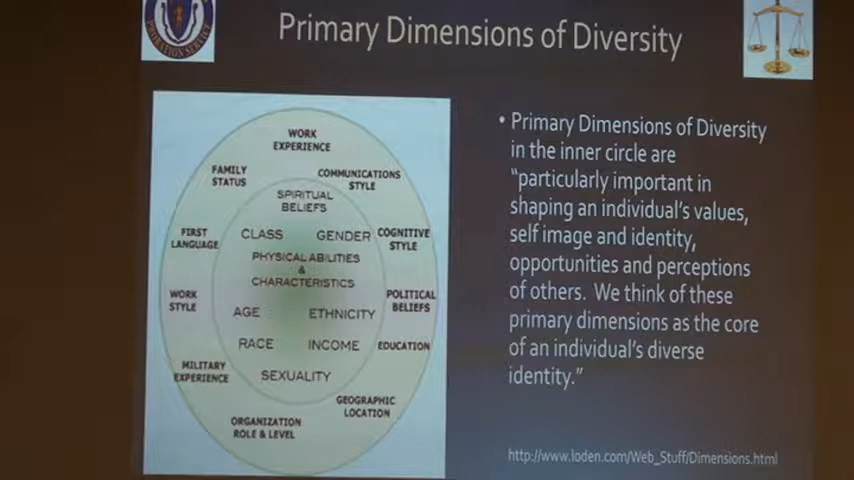 PROBATION SERVICE
Primary Dimensions of Diversity
WORK
EXPERIENCE
FAMILY
STATUS
COMMUNICATIONS
STYLE
SPIRITUAL
BELIEFS
FIRST
LANGUAGE
CLASS
GENDER
COGNITIVE
STYLE
PHYSICAL ABILITIES
&
CHARACTERISTICS
WORK
STYLE
POLITICAL
BELIEFS
AGE
ETHNICITY
RACE
INCOME
EDUCATION
MILITARY
EXPERIENCE
SEXUALITY
GEOGRAPHIC
LOCATION
ORGANIZATION
ROLE & LEVEL
• Primary Dimensions of Diversity
in the inner circle are
“particularly important in
shaping an individual’s values,
self image and identity,
opportunities and perceptions
of others. We think of these
primary dimensions as the core
of an individual’s diverse
identity.”
http://www.loden.com/Web_Stuff/Dimensions.html